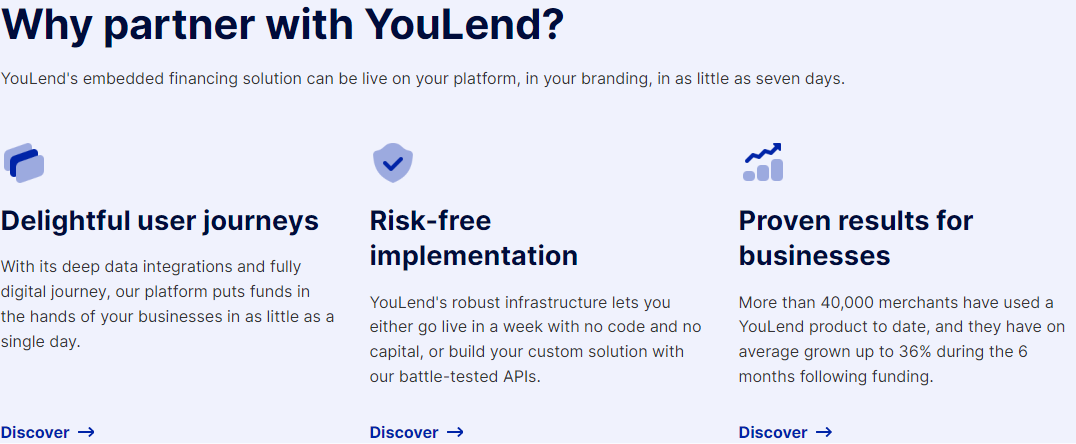 Why partner with YouLend?
YouLend's embedded financing solution can be live on your platform, in your branding, in as little as seven days.
Delightful user journeys
With its deep data integrations and fully
digital journey, our platform puts funds in
the hands of your businesses in as little as a
single day.
Discover →
Risk-free
implementation
YouLend's robust infrastructure lets you
either go live in a week with no code and no
capital, or build your custom solution with
our battle-tested APIs.
Discover →
Proven results for
businesses
More than 40,000 merchants have used a
YouLend product to date, and they have on
average grown up to 36% during the 6
months following funding.
Discover →